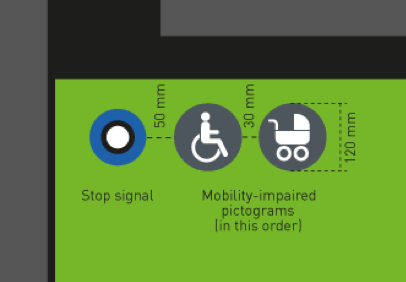 50 mm
30 mm
120 mm
Stop signal
Mobility-impaired
pictograms
(in this order)